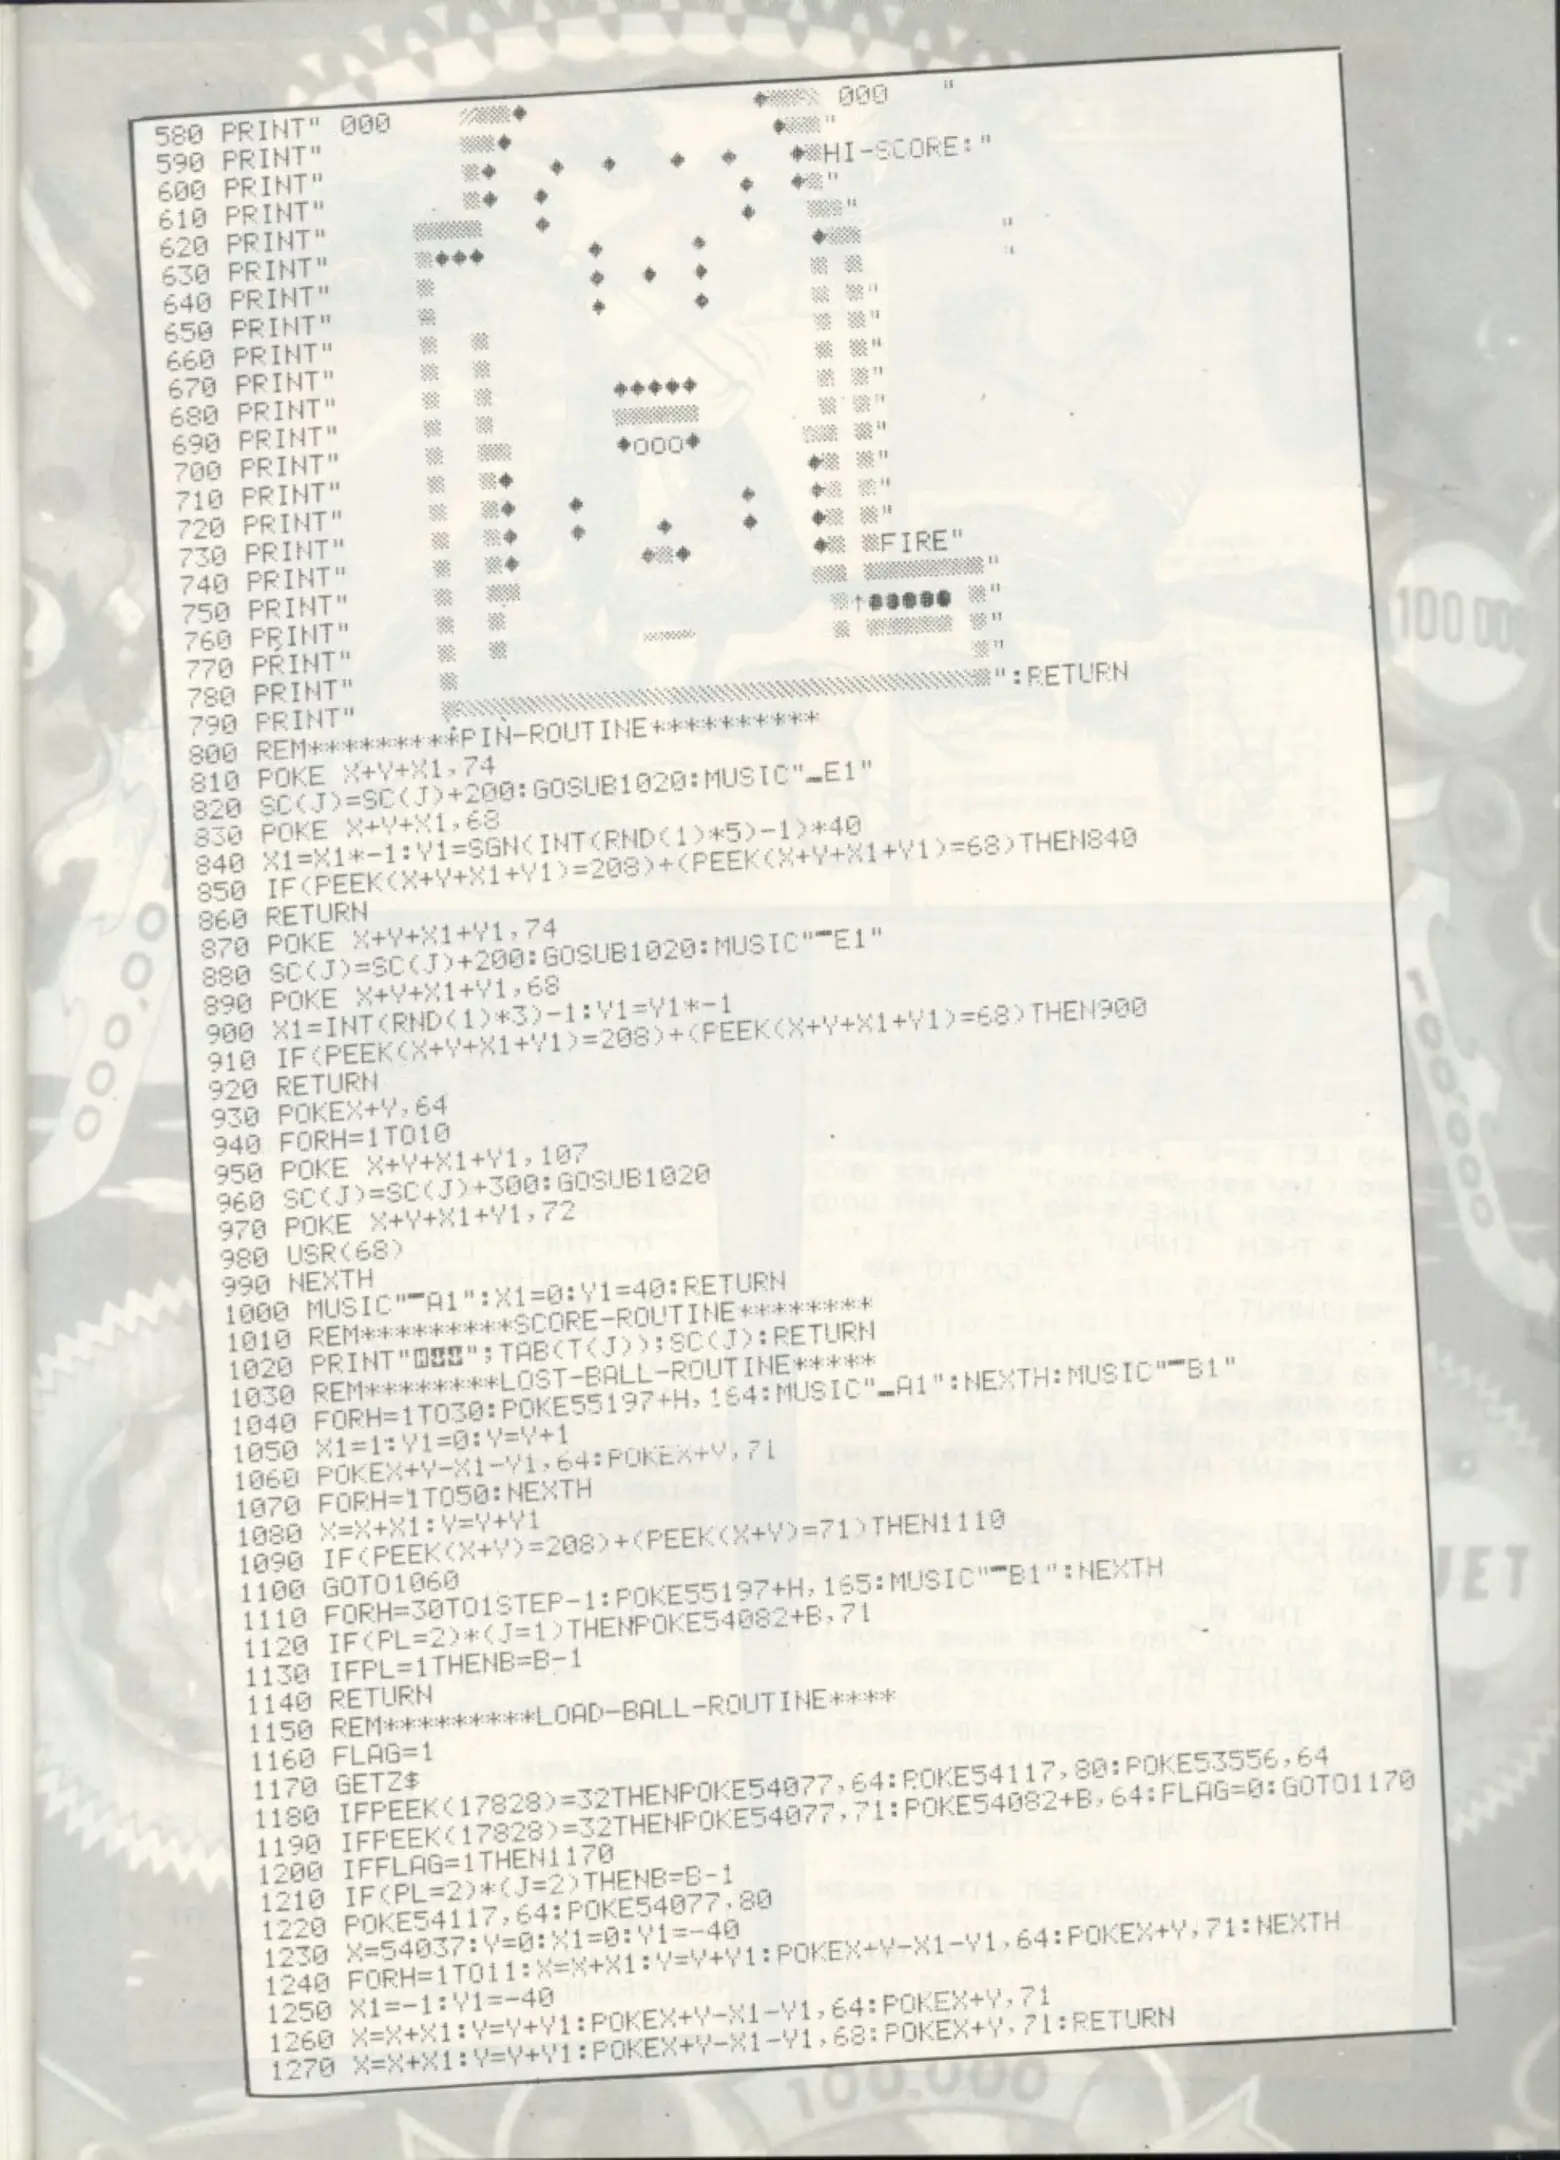 580 PRINT" 000 ▒▒▒▒◆ ◆▒▒▒▒ 000 "
590 PRINT" ▒▒▒◆ ◆▒▒▒"
600 PRINT" ▒◆ ◆ ◆ ◆ ◆ ◆▒HI-SCORE:"
610 PRINT" ▒◆ ◆ ◆ ◆▒"
620 PRINT" ▒▒▒▒▒ ◆ ◆ ▒▒▒"
630 PRINT" ▒◆◆◆ ◆ ◆ ◆▒▒▒ "
640 PRINT" ▒ ◆ ◆ ◆ ▒ ▒ "
650 PRINT" ▒ ◆ ◆ ▒ ▒"
660 PRINT" ▒ ▒ ▒ ▒"
670 PRINT" ▒ ▒ ▒ ▒"
680 PRINT" ▒ ▒ ◆◆◆◆◆ ▒ ▒"
690 PRINT" ▒ ▒ ▒▒▒▒▒ ▒ ▒"
700 PRINT" ▒ ▒▒ ◆OOO◆ ▒▒▒ ▒"
710 PRINT" ▒ ▒◆ ◆▒ ▒"
720 PRINT" ▒ ▒◆ ◆ ◆ ◆▒ ▒"
730 PRINT" ▒ ▒◆ ◆ ◆ ◆ ◆▒ ▒"
740 PRINT" ▒ ▒◆ ◆▒◆ ◆▒ ▒FIRE"
750 PRINT" ▒ ▒▒ ▒▒▒ ▒▒▒▒▒▒▒▒▒"
760 PRINT" ▒ ▒ ▒↑●●●●● ▒"
770 PRINT" ▒ ▒ ▒▒▒▒ ▒ ▒▒▒▒▒▒ ▒"
780 PRINT" ▒ ▒"
790 PRINT" ▒▒▒▒▒▒▒▒▒▒▒▒▒▒▒▒▒▒▒▒▒▒▒▒▒▒▒▒▒▒▒▒":RETURN
800 REM*********PIN-ROUTINE**********
810 POKE X+Y+X1,74
820 SC(J)=SC(J)+200:GOSUB1020:MUSIC"_E1"
830 POKE X+Y+X1,68
840 X1=X1*-1:Y1=SGN(INT(RND(1)*5)-1)*40
850 IF(PEEK(X+Y+X1+Y1)=208)+(PEEK(X+Y+X1+Y1)=68)THEN840
860 RETURN
870 POKE X+Y+X1+Y1,74
880 SC(J)=SC(J)+200:GOSUB1020:MUSIC"¯E1"
890 POKE X+Y+X1+Y1,68
900 X1=INT(RND(1)*3)-1:Y1=Y1*-1
910 IF(PEEK(X+Y+X1+Y1)=208)+(PEEK(X+Y+X1+Y1)=68)THEN900
920 RETURN
930 POKEX+Y,64
940 FORH=1TO10
950 POKE X+Y+X1+Y1,107
960 SC(J)=SC(J)+300:GOSUB1020
970 POKE X+Y+X1+Y1,72
980 USR(68)
990 NEXTH
1000 MUSIC"¯A1":X1=0:Y1=40:RETURN
1010 REM*********SCORE-ROUTINE********
1020 PRINT"";TAB(T(J));SC(J):RETURN
1030 REM********LOST-BALL-ROUTINE*****
1040 FORH=1TO30:POKE55197+H,164:MUSIC"_A1":NEXTH:MUSIC"¯B1"
1050 X1=1:Y1=0:Y=Y+1
1060 POKEX+Y-X1-Y1,64:POKEX+Y,71
1070 FORH=1TO50:NEXTH
1080 X=X+X1:Y=Y+Y1
1090 IF(PEEK(X+Y)=208)+(PEEK(X+Y)=71)THEN1110
1100 GOTO1060
1110 FORH=30TO1STEP-1:POKE55197+H,165:MUSIC"¯B1":NEXTH
1120 IF(PL=2)*(J=1)THENPOKE54082+B,71
1130 IFPL=1THENB=B-1
1140 RETURN
1150 REM*********LOAD-BALL-ROUTINE****
1160 FLAG=1
1170 GETZ$
1180 IFPEEK(17828)=32THENPOKE54077,64:POKE54117,80:POKE53556,64
1190 IFPEEK(17828)=32THENPOKE54077,71:POKE54082+B,64:FLAG=0:GOTO1170
1200 IFFLAG=1THEN1170
1210 IF(PL=2)*(J=2)THENB=B-1
1220 POKE54117,64:POKE54077,80
1230 X=54037:Y=0:X1=0:Y1=-40
1240 FORH=1TO11:X=X+X1:Y=Y+Y1:POKEX+Y-X1-Y1,64:POKEX+Y,71:NEXTH
1250 X1=-1:Y1=-40
1260 X=X+X1:Y=Y+Y1:POKEX+Y-X1-Y1,64:POKEX+Y,71
1270 X=X+X1:Y=Y+Y1:POKEX+Y-X1-Y1,68:POKEX+Y,71:RETURN
100.000